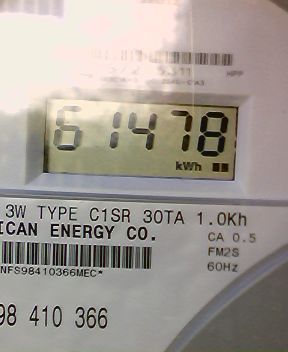 61478
kWh
3W TYPE C1SR 30TA 1.0Kh
ICAN ENERGY CO.
CA 0.5
FM2S
60Hz
NFS98410366MEC*
98 410 366